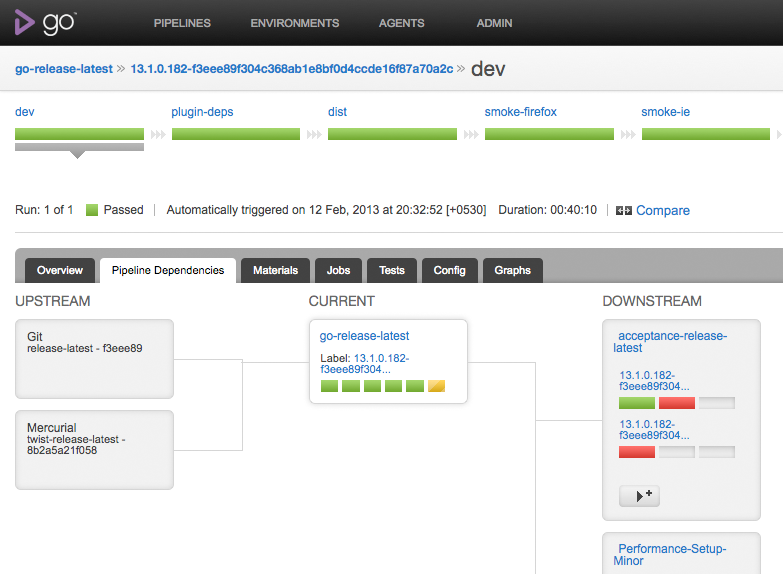 go™
PIPELINES ENVIRONMENTS AGENTS ADMIN
go-release-latest » 13.1.0.182-f3eee89f304c368ab1e8bf0d4ccde16f87a70a2c » dev
dev plugin-deps dist smoke-firefox smoke-ie
Run: 1 of 1 Passed Automatically triggered on 12 Feb, 2013 at 20:32:52 [+0530] Duration: 00:40:10 Compare
Overview Pipeline Dependencies Materials Jobs Tests Config Graphs
UPSTREAM
Git
release-latest - f3eee89
Mercurial
twist-release-latest -
8b2a5a21f058
CURRENT
go-release-latest
Label: 13.1.0.182-
f3eee89f304...
DOWNSTREAM
acceptance-release-
latest
13.1.0.182-
f3eee89f304...
13.1.0.182-
f3eee89f304...
Performance-Setup-
Minor